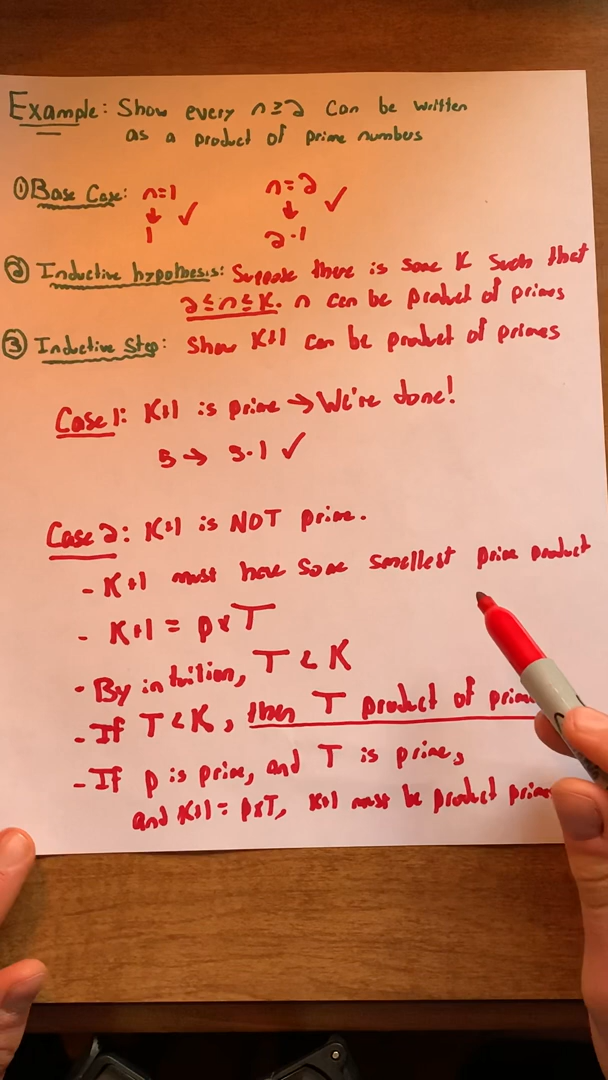 Example: Show every n≥2 can be written
as a product of prime numbers
① Base Case: n=1 ↓ 1 ✓ n=2 ↓ 2·1 ✓
② Inductive hypothesis: Suppose there is some K such that
2≤n≤K. n can be product of primes
③ Inductive Step: Show K+1 can be product of primes
Case 1: K+1 is prime → We're done!
5 → 5·1 ✓
Case 2: K+1 is NOT prime.
- K+1 must have some smallest prime product
- K+1 = p×T
- By intuition, T < K
- If T < K, then T product of
- If p is prime, and T is prime,
and K+1 = p×T, K+1 must be product